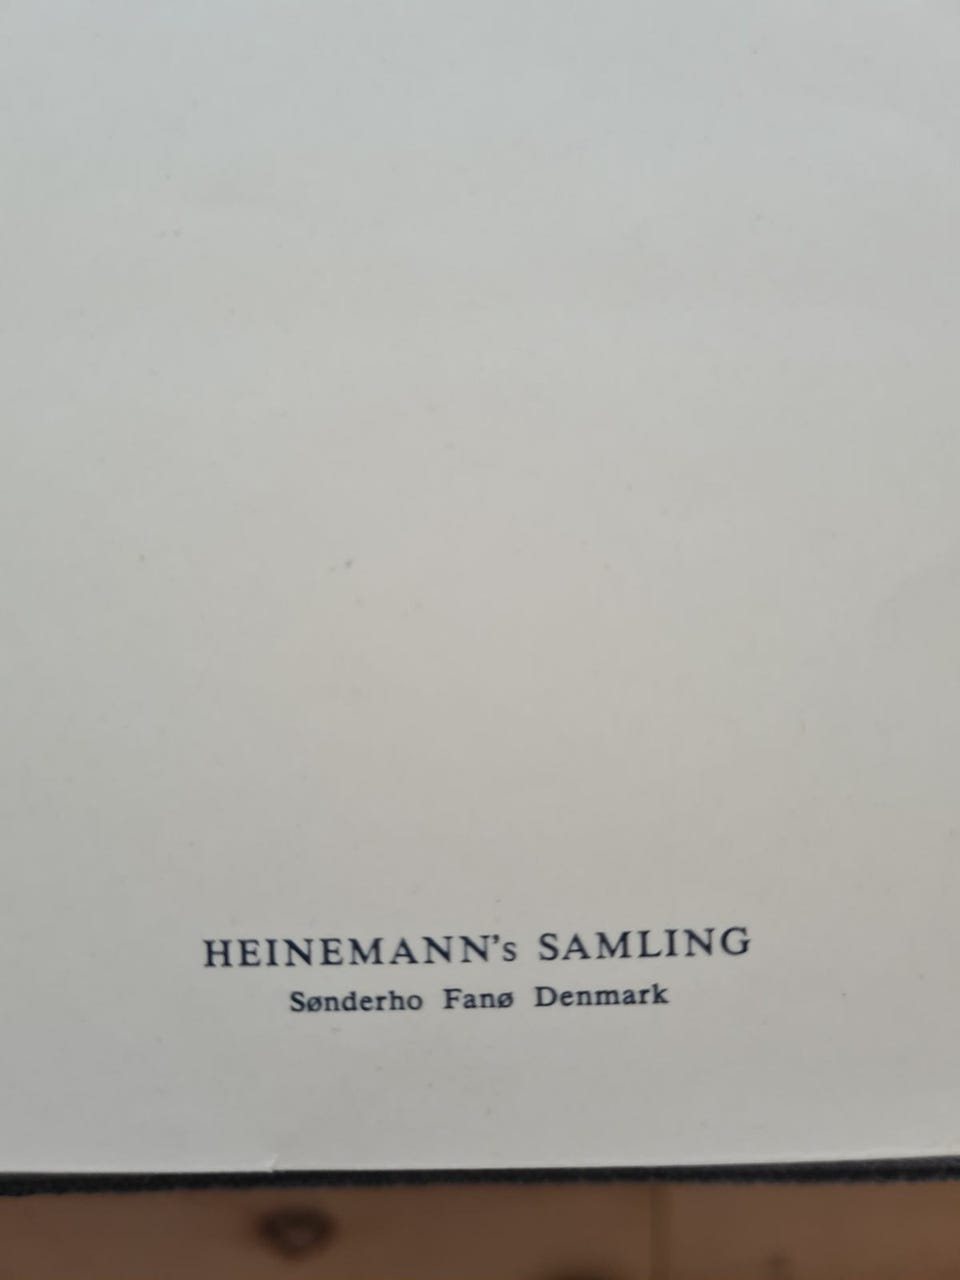 HEINEMANN's SAMLING
Sønderho Fanø Denmark